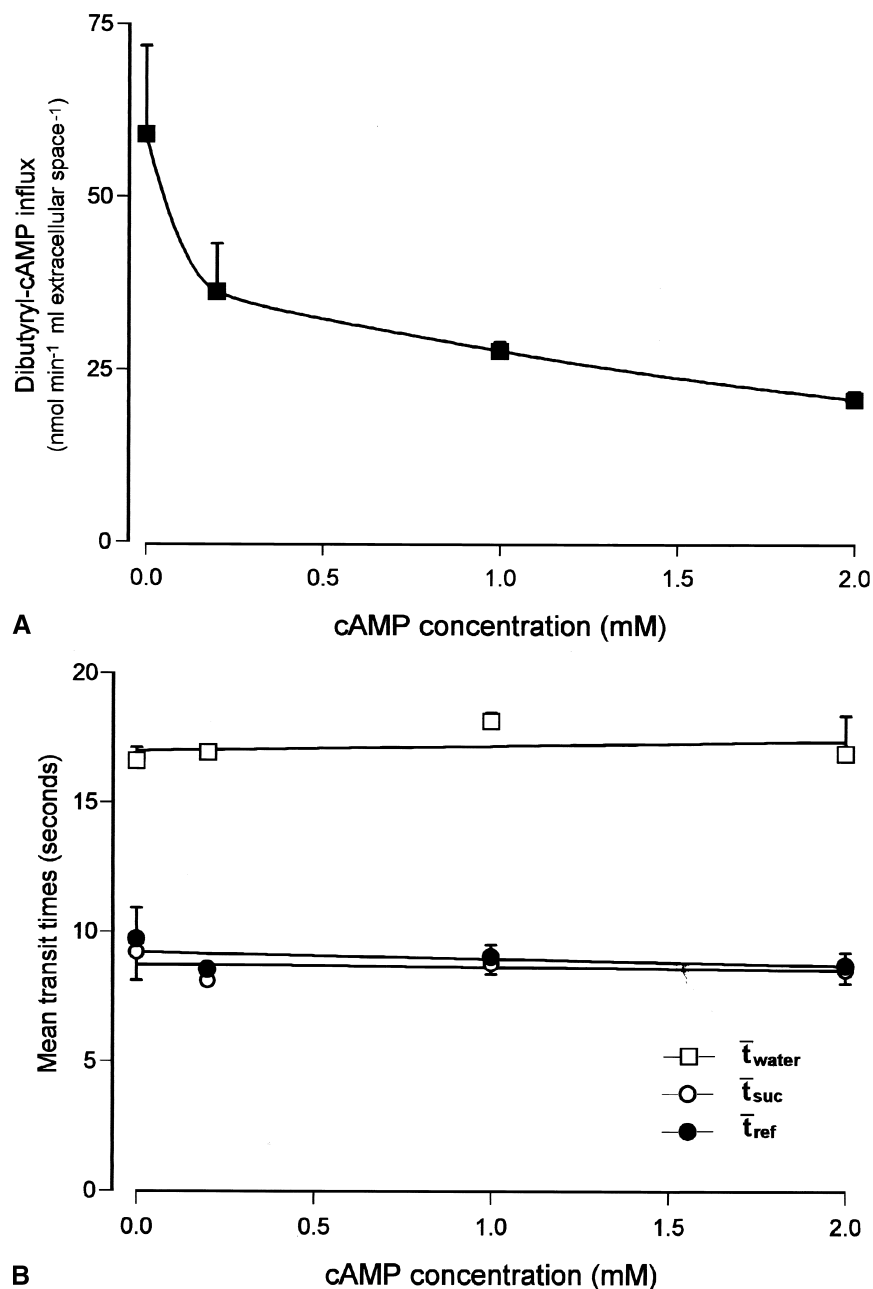 75
50
25
0
Dibutyryl-cAMP influx
(nmol min-1 ml extracellular space-1)
0.0 0.5 1.0 1.5 2.0
A cAMP concentration (mM)
20
15
10
5
0
Mean transit times (seconds)
t̄water
t̄suc
t̄ref
0.0 0.5 1.0 1.5 2.0
B cAMP concentration (mM)